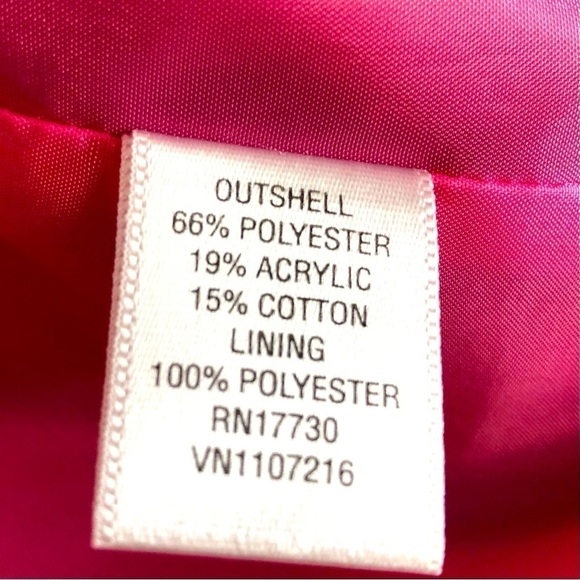 OUTSHELL
66% POLYESTER
19% ACRYLIC
15% COTTON
LINING
100% POLYESTER
RN17730
VN1107216